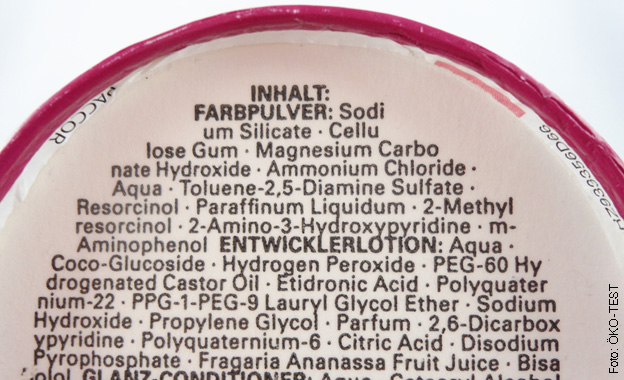 INHALT:
FARBPULVER: Sodi
um Silicate · Cellu
lose Gum · Magnesium Carbo
nate Hydroxide · Ammonium Chloride ·
Aqua · Toluene-2,5-Diamine Sulfate ·
Resorcinol · Paraffinum Liquidum · 2-Methyl
resorcinol · 2-Amino-3-Hydroxypyridine · m-
Aminophenol ENTWICKLERLOTION: Aqua ·
Coco-Glucoside · Hydrogen Peroxide · PEG-60 Hy
drogenated Castor Oil · Etidronic Acid · Polyquater
nium-22 · PPG-1-PEG-9 Lauryl Glycol Ether · Sodium
Hydroxide · Propylene Glycol · Parfum · 2,6-Dicarbox
ypyridine · Polyquaternium-6 · Citric Acid · Disodium
Pyrophosphate · Fragaria Ananassa Fruit Juice · Bisa
olol GLANZ-CONDITIONER: Aqua
Foto: ÖKO-TEST